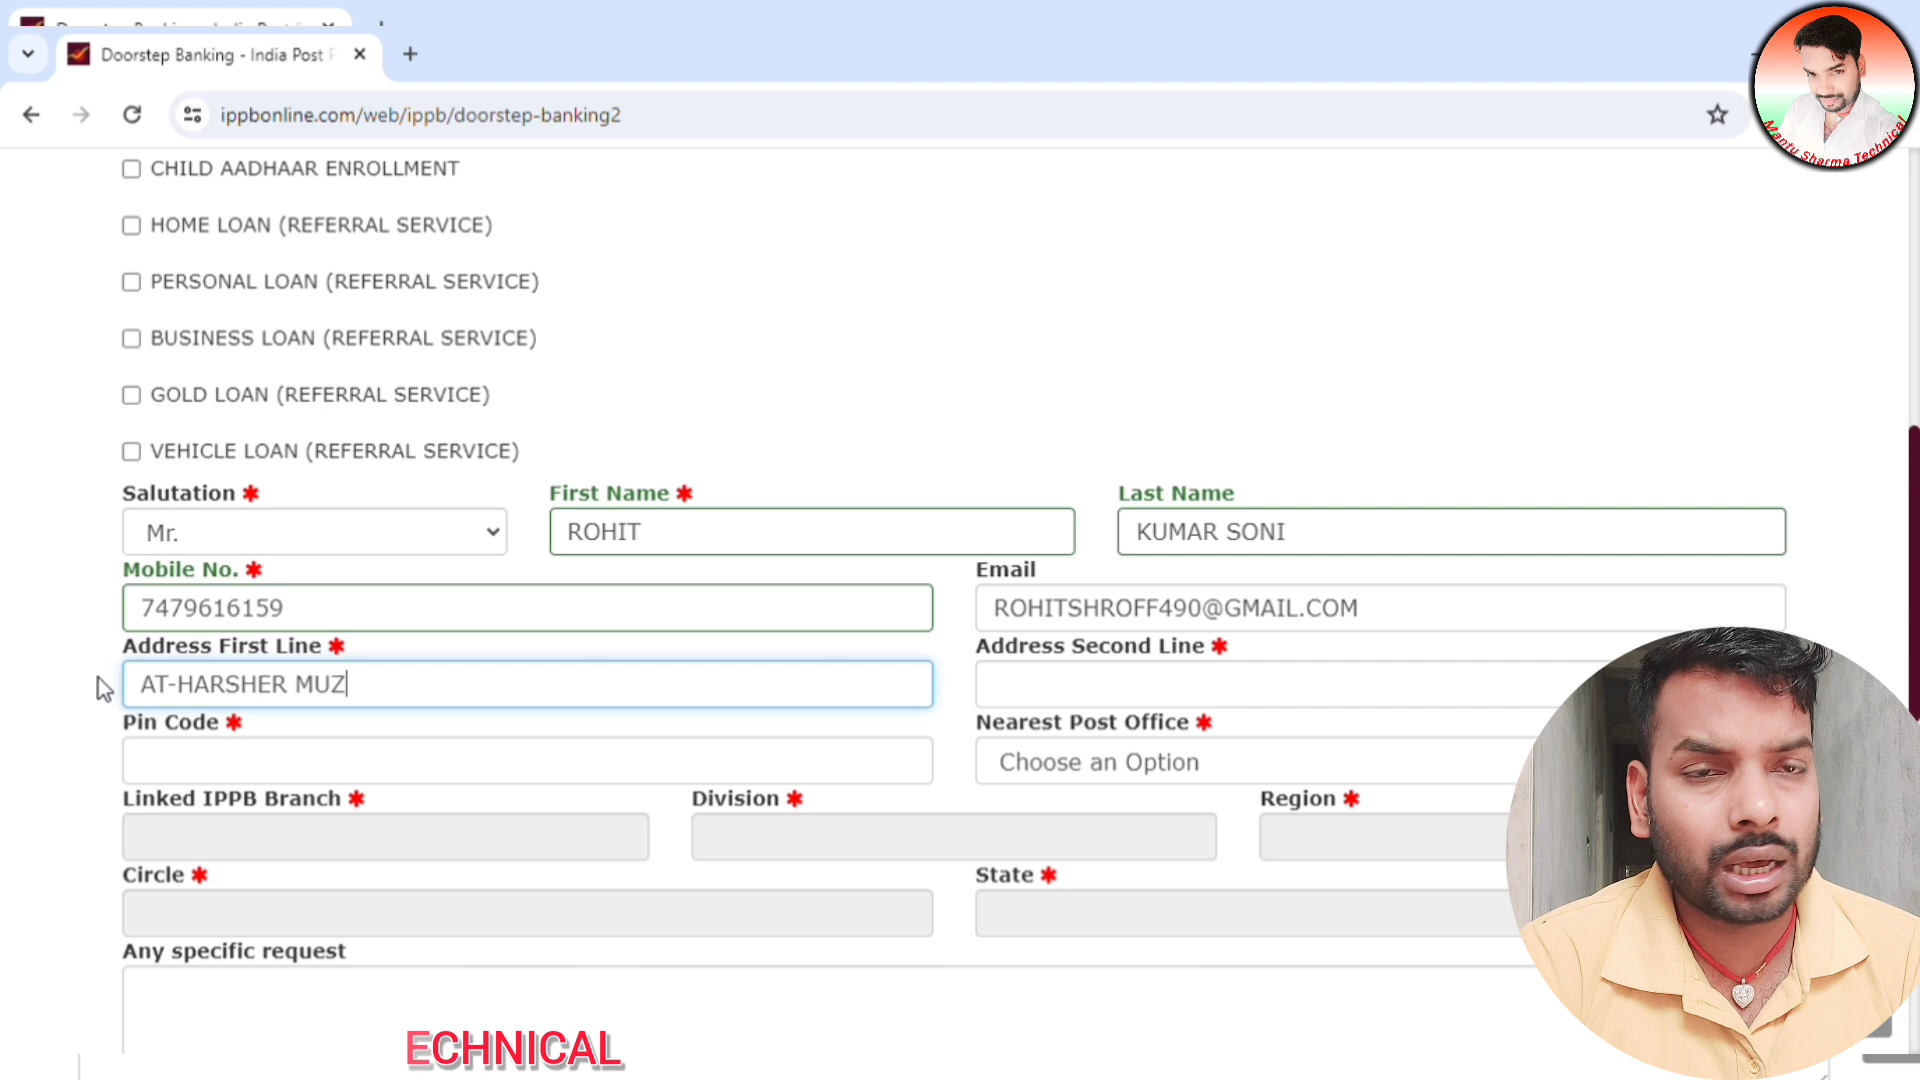 Doorstep Banking - India Post P
ippbonline.com/web/ippb/doorstep-banking2
Mantu Sharma Technical
CHILD AADHAAR ENROLLMENT
HOME LOAN (REFERRAL SERVICE)
PERSONAL LOAN (REFERRAL SERVICE)
BUSINESS LOAN (REFERRAL SERVICE)
GOLD LOAN (REFERRAL SERVICE)
VEHICLE LOAN (REFERRAL SERVICE)
Salutation * First Name * Last Name
Mr. ROHIT KUMAR SONI
Mobile No. * Email
7479616159 ROHITSHROFF490@GMAIL.COM
Address First Line * Address Second Line *
AT-HARSHER MUZ
Pin Code * Nearest Post Office *
Choose an Option
Linked IPPB Branch * Division * Region *
Circle * State *
Any specific request
ECHNICAL